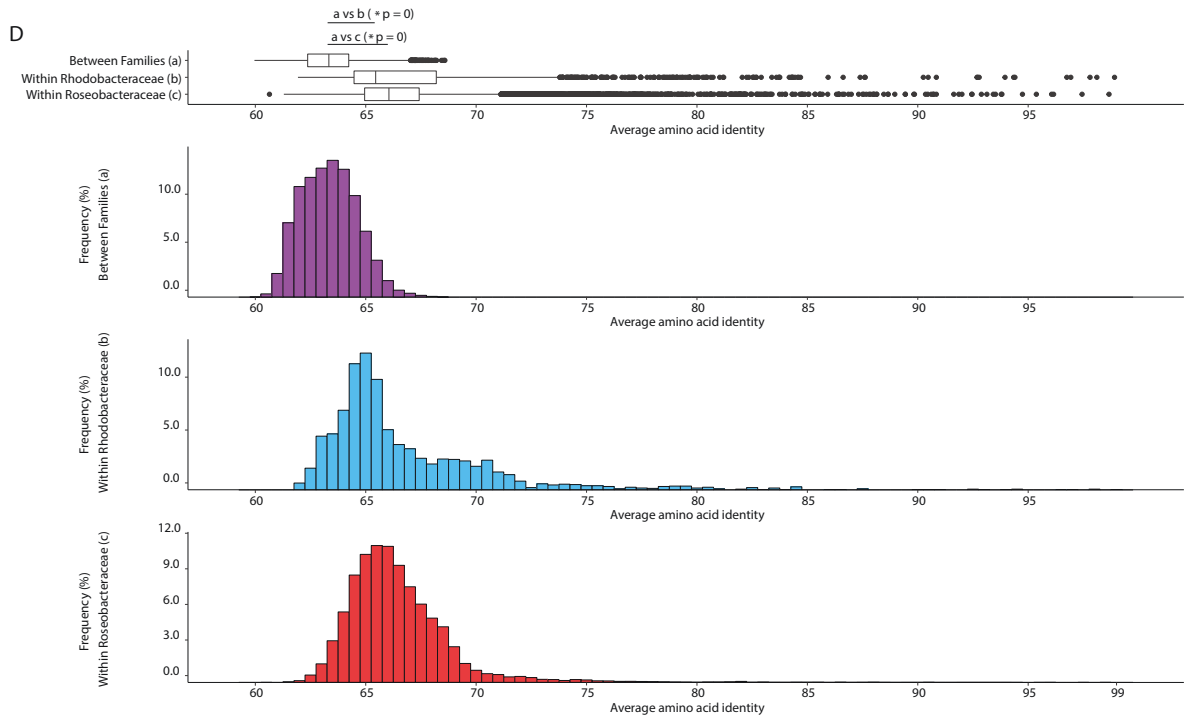 D
a vs b ( * p = 0)
a vs c ( * p = 0)
Between Families (a)
Within Rhodobacteraceae (b)
Within Roseobacteraceae (c)
60 65 70 75 80 85 90 95
Average amino acid identity
Frequency (%)
Between Families (a)
10.0
5.0
0.0
60 65 70 75 80 85 90 95
Average amino acid identity
Frequency (%)
Within Rhodobacteraceae (b)
10.0
5.0
0.0
60 65 70 75 80 85 90 95
Average amino acid identity
Frequency (%)
Within Roseobacteraceae (c)
12.0
9.0
6.0
3.0
0.0
60 65 70 75 80 85 90 95 99
Average amino acid identity